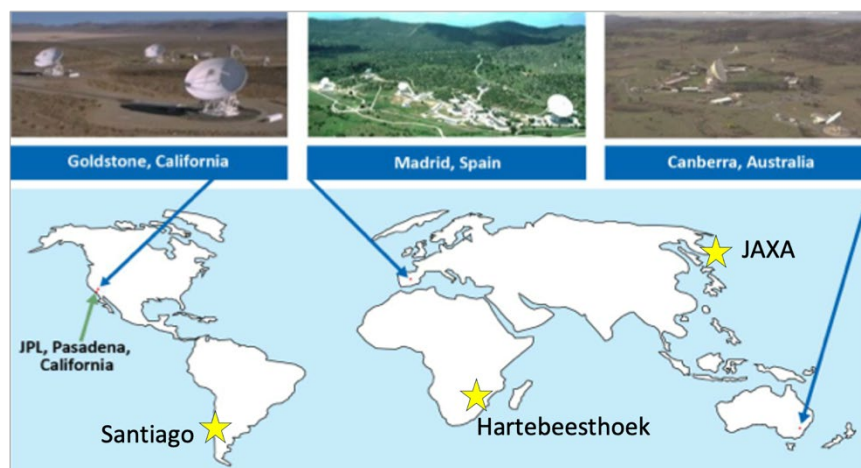 Goldstone, California
Madrid, Spain
Canberra, Australia
JAXA
JPL, Pasadena,
California
Santiago
Hartebeesthoek